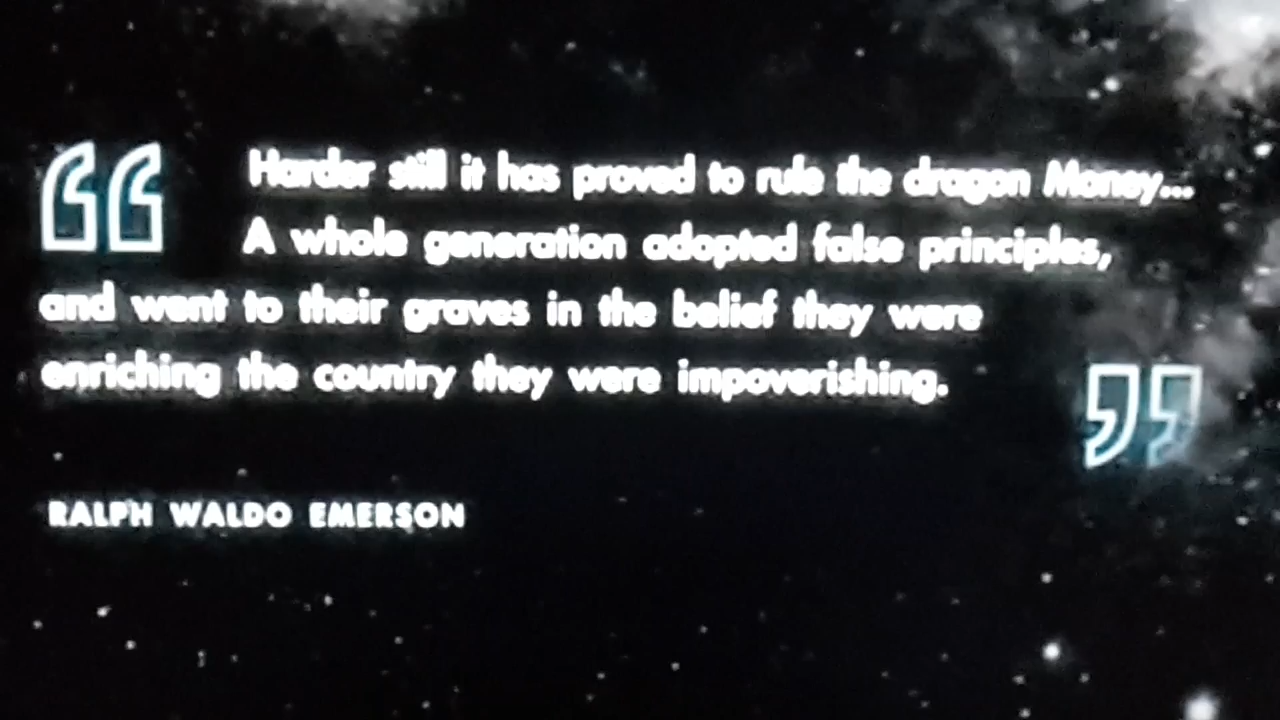 “ Harder still it has proved to rule the dragon Money...
A whole generation adopted false principles,
and went to their graves in the belief they were
enriching the country they were impoverishing. ”
RALPH WALDO EMERSON